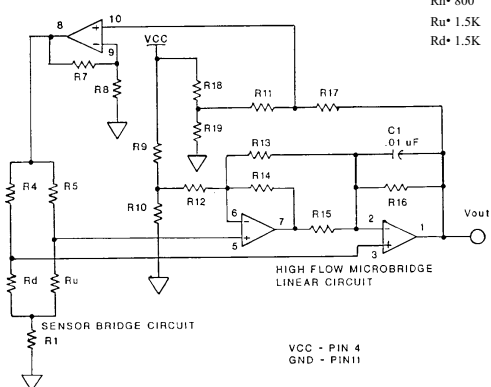 Rh• 800
Ru• 1.5K
Rd• 1.5K
8
10
+
-
9
VCC
R7
R8
R18
R11
R17
R19
R9
R13
C1
.01 uF
R14
R4
R5
R10
R12
R16
6
-
+
5
7
R15
2
-
+
3
1
Vout
HIGH FLOW MICROBRIDGE
LINEAR CIRCUIT
Rd
Ru
SENSOR BRIDGE CIRCUIT
R1
VCC - PIN 4
GND - PIN11